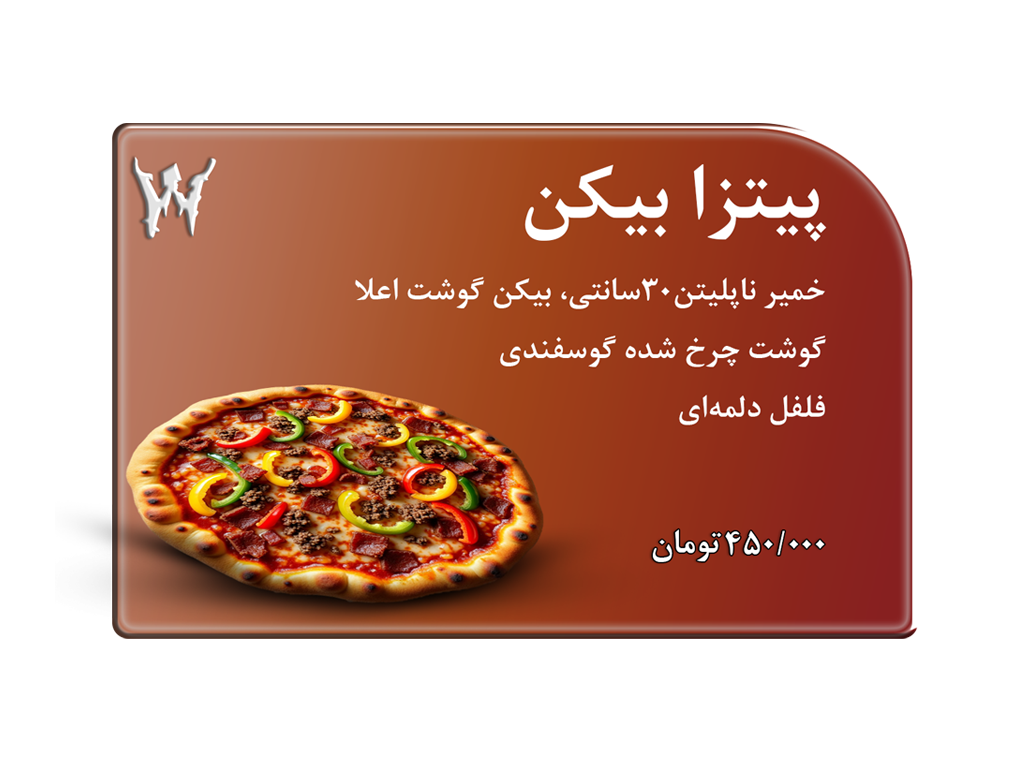 W
پیتزا بیکن
خمیر ناپلیتن۳۰سانتی، بیکن گوشت اعلا
گوشت چرخ شده گوسفندی
فلفل دلمه‌ای
۴۵۰/۰۰۰تومان